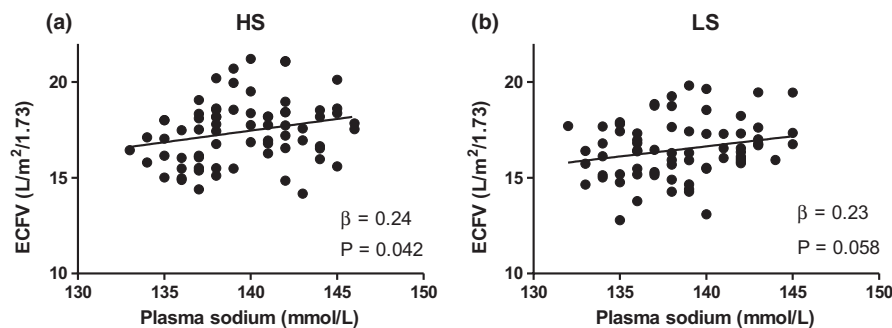 (a) HS
ECFV (L/m²/1.73)
20
15
10
β = 0.24
P = 0.042
130 135 140 145 150
Plasma sodium (mmol/L)
(b) LS
ECFV (L/m²/1.73)
20
15
10
β = 0.23
P = 0.058
130 135 140 145 150
Plasma sodium (mmol/L)